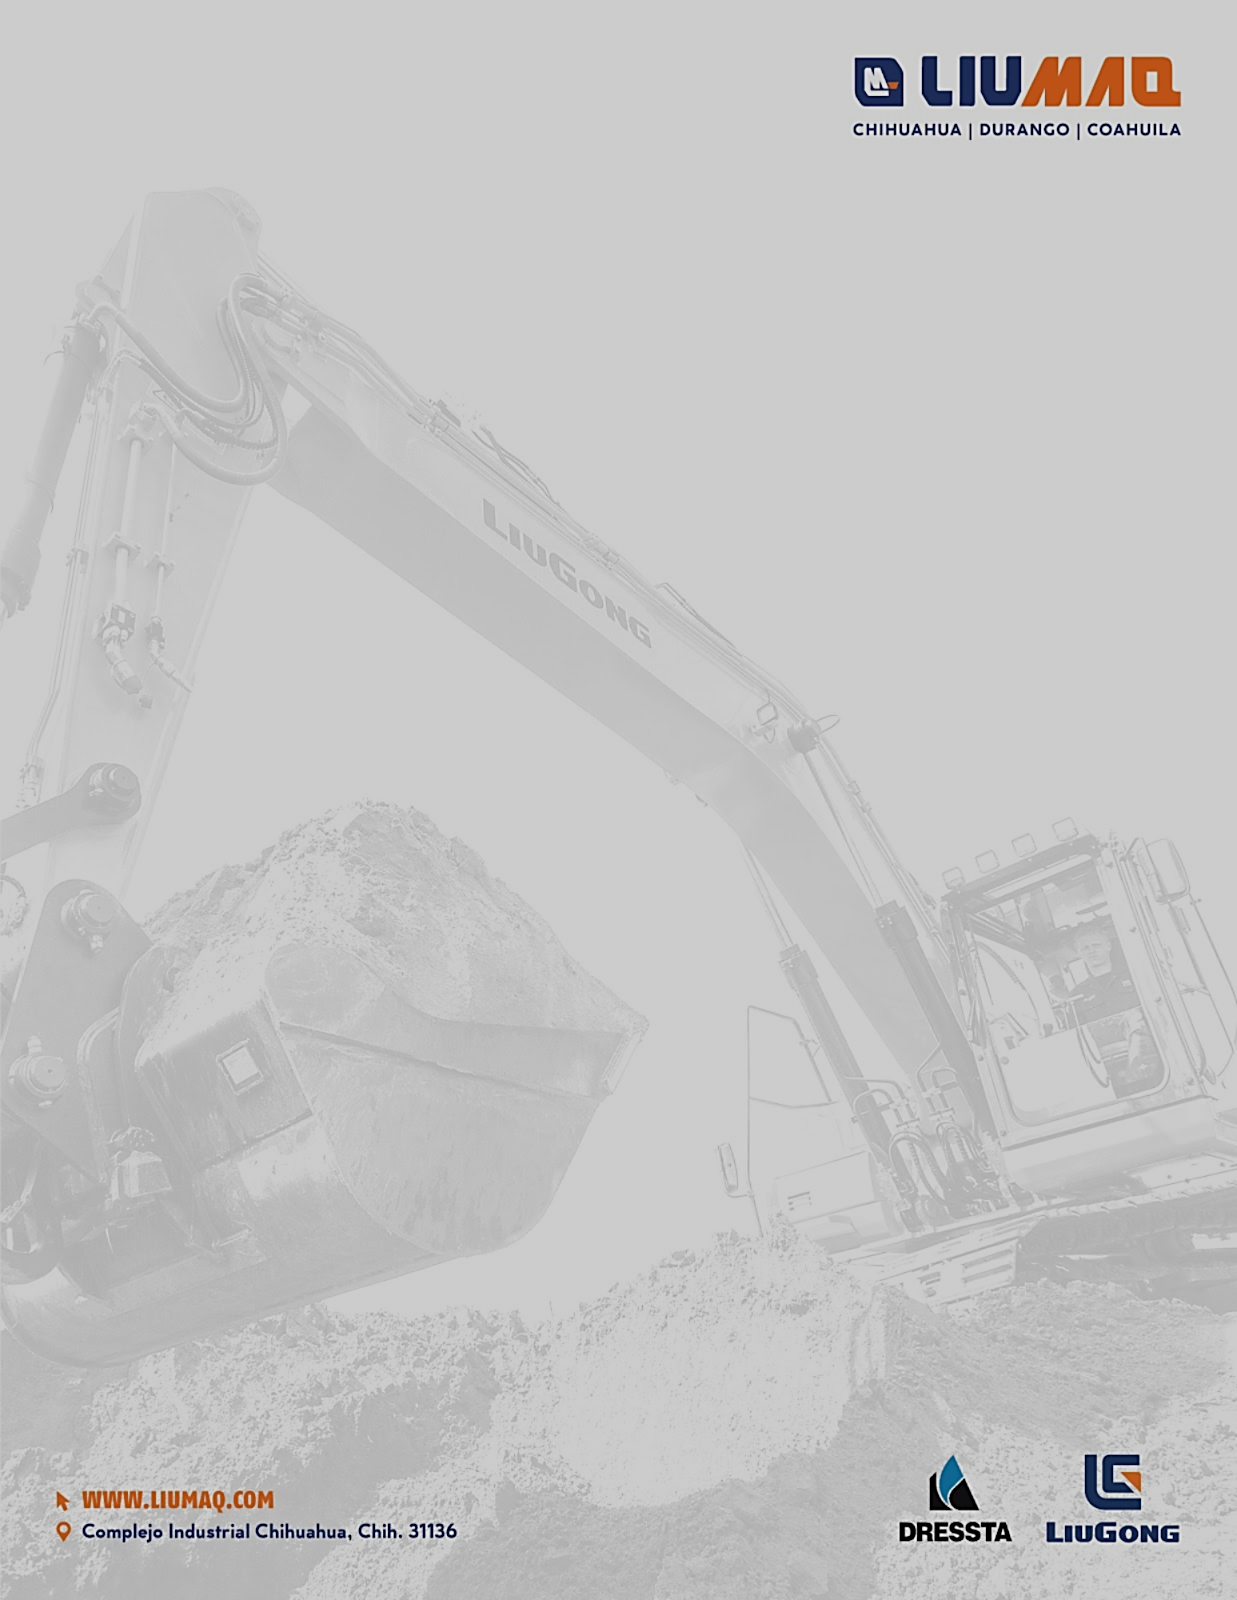 LIUMAQ
CHIHUAHUA | DURANGO | COAHUILA
LIUGONG
WWW.LIUMAQ.COM
Complejo Industrial Chihuahua, Chih. 31136
DRESSTA
LIUGONG